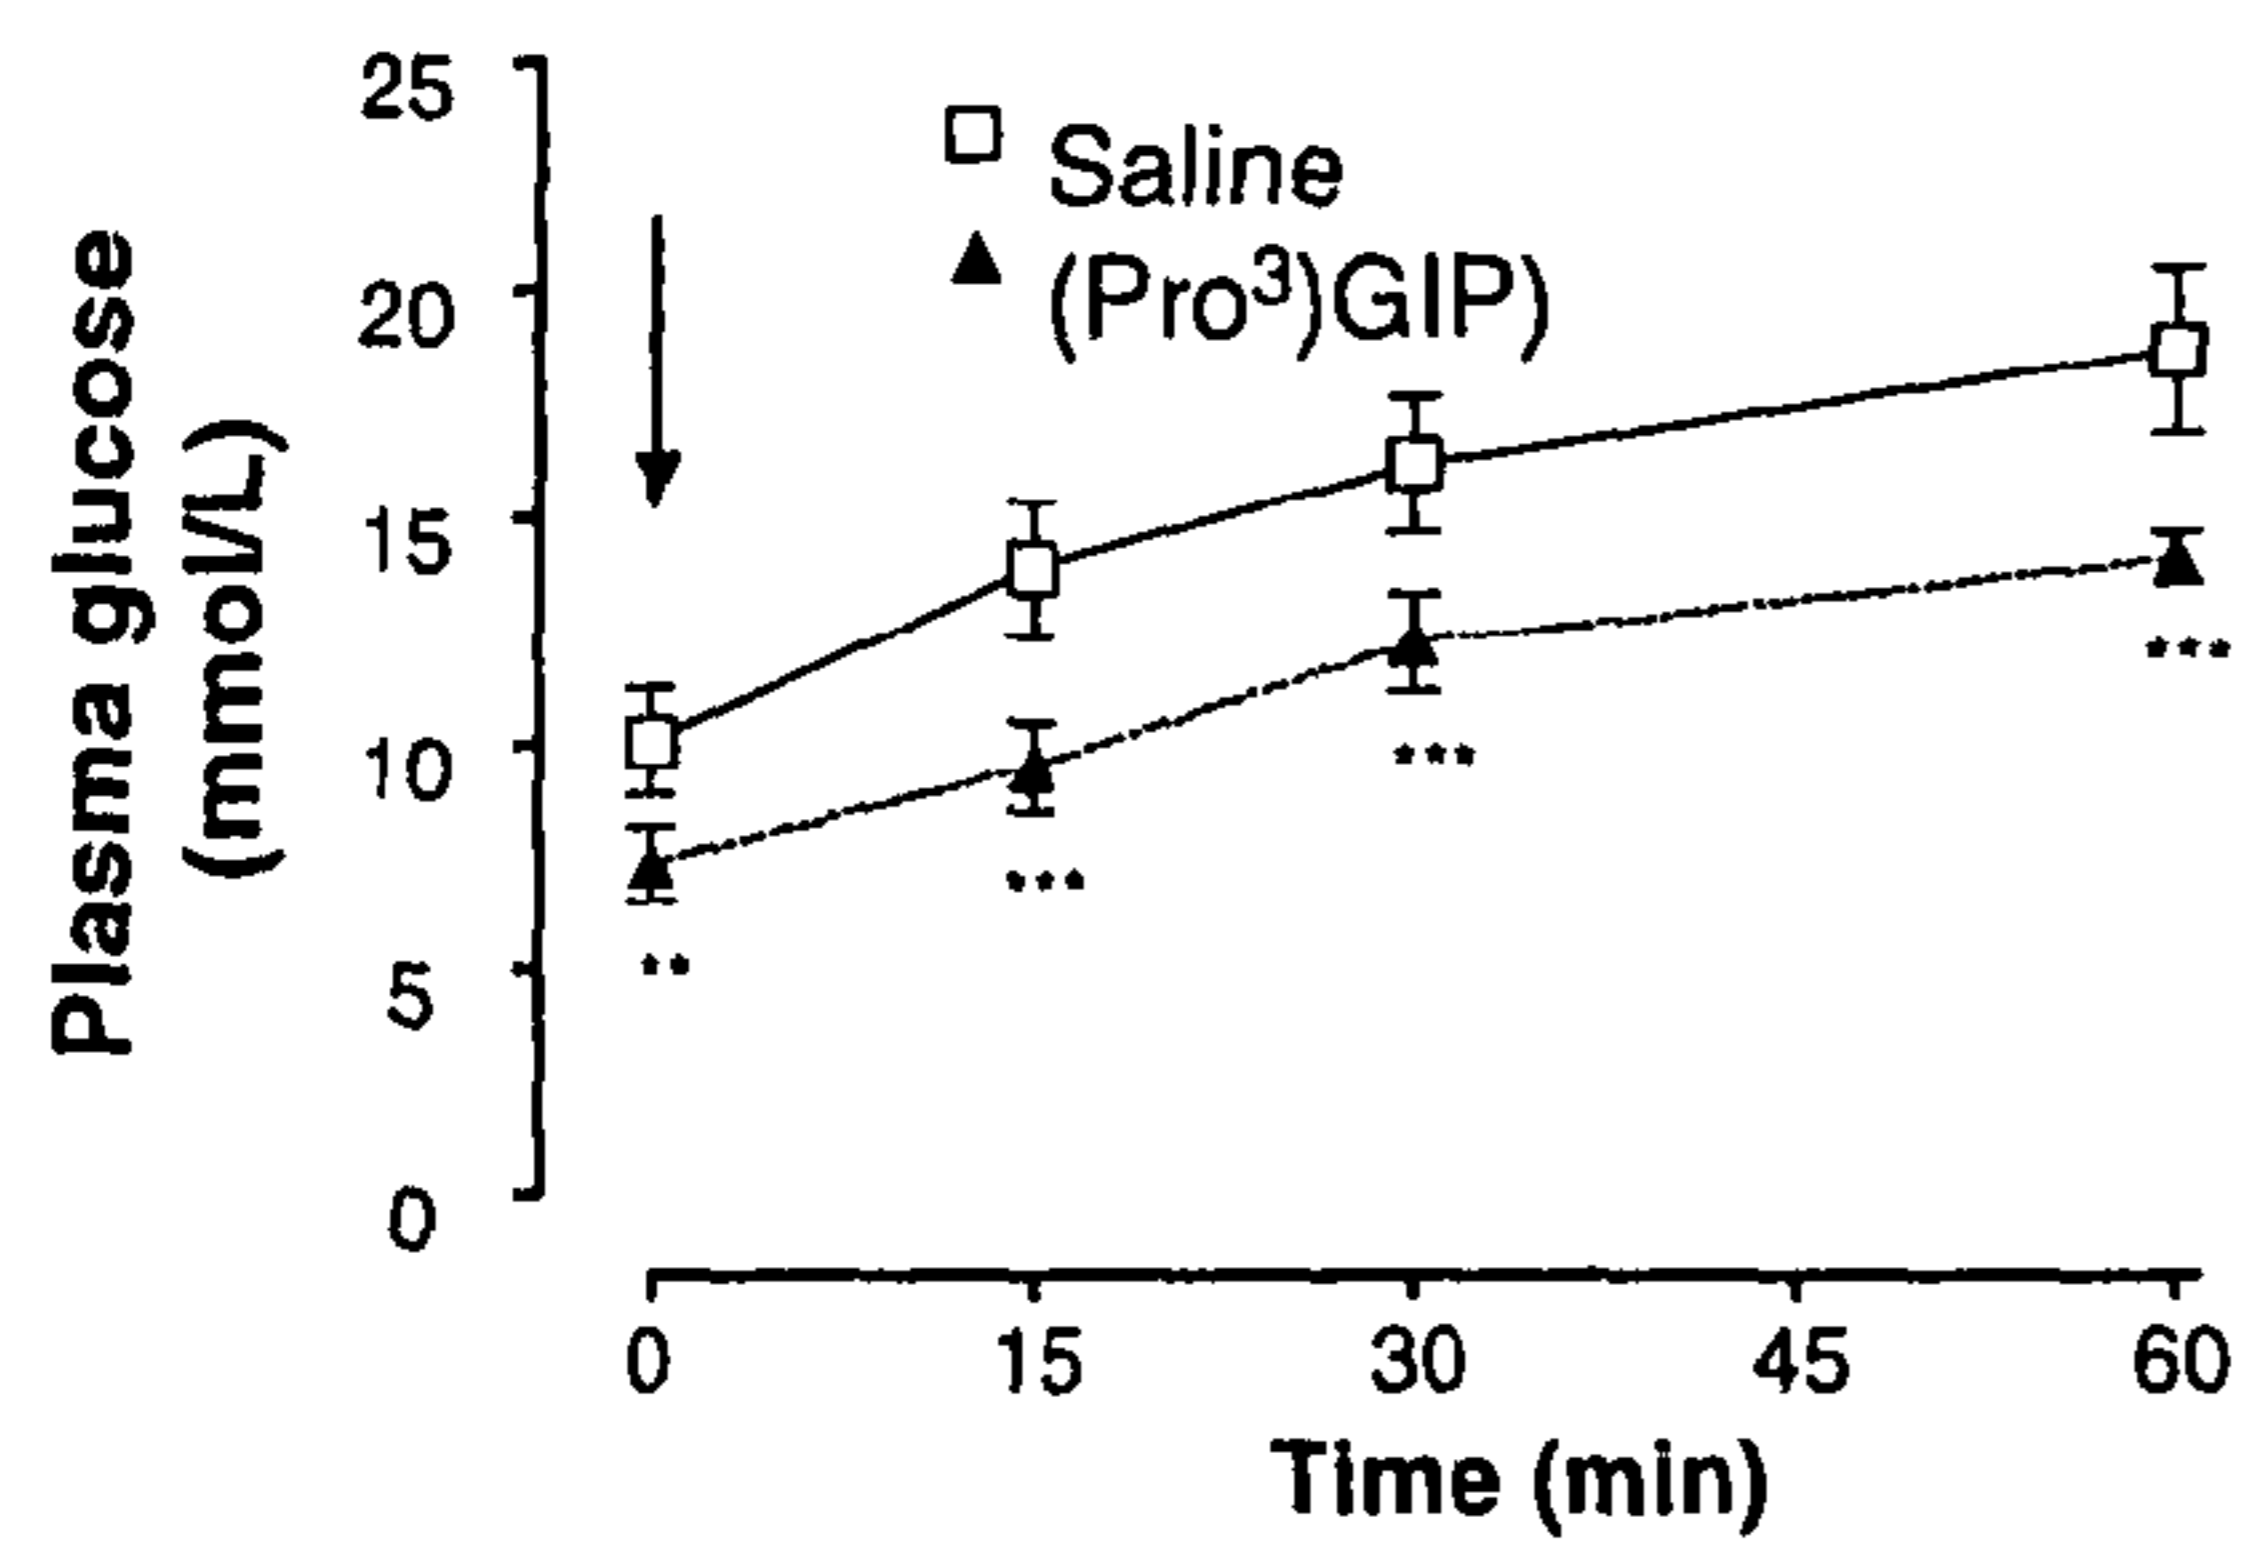 25
20
15
10
5
0
Plasma glucose
(mmol/L)
Saline
(Pro³)GIP)
**
***
***
***
0 15 30 45 60
Time (min)